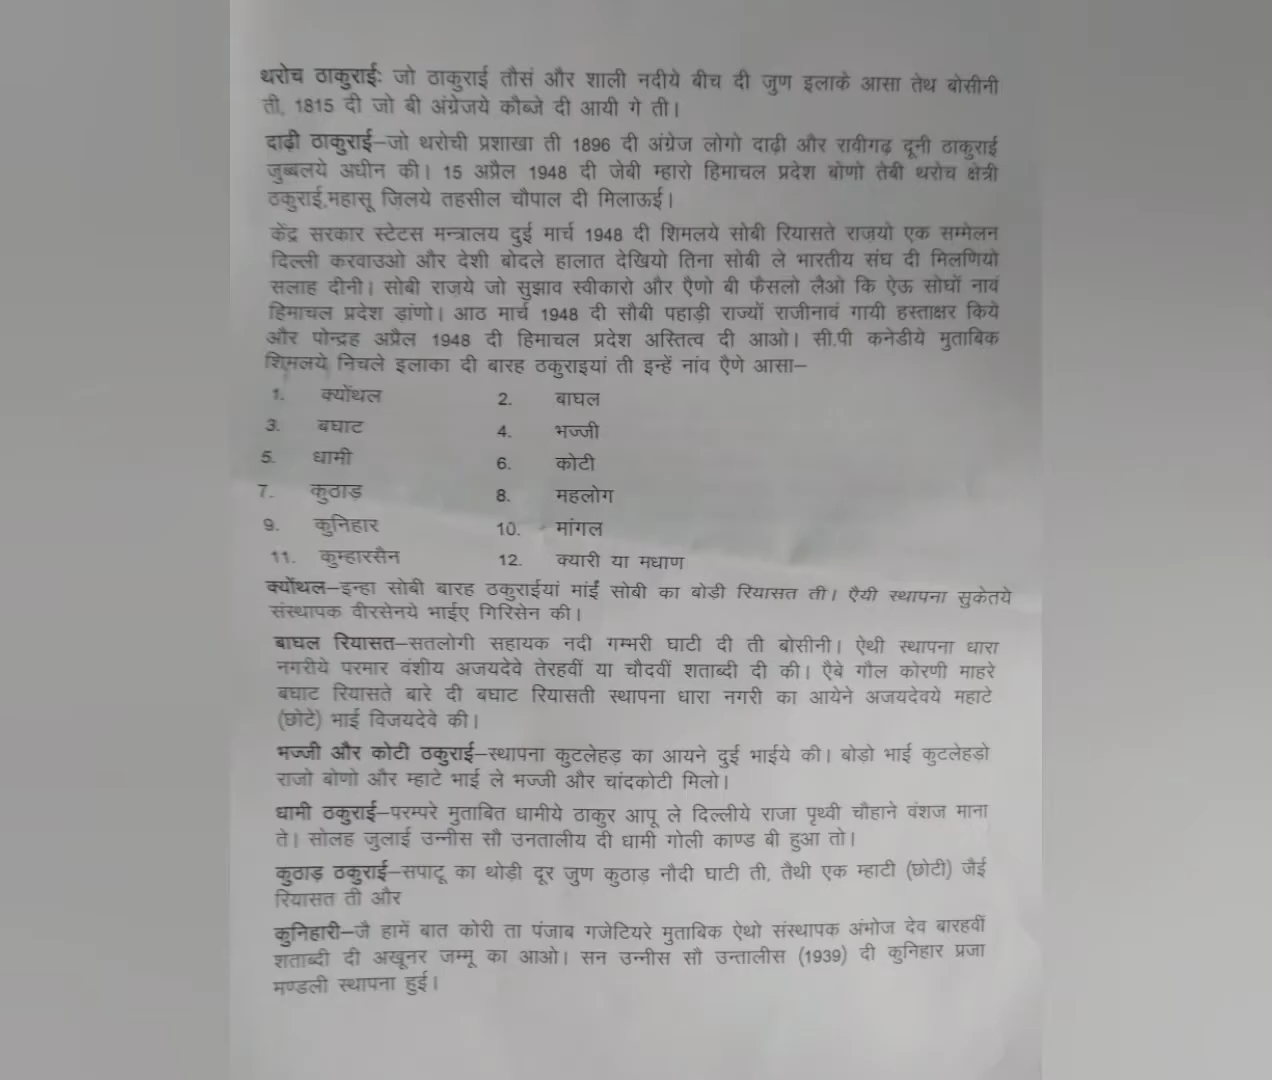 थरोच ठाकुराईः जो ठाकुराई तौसं और शाली नदीये बीच दी जुण इलाके आसा तेथ बोसीनी
ती, 1815 दी जो बी अंग्रेजये कौब्जे दी आयी गे ती।
दाढ़ी ठाकुराई–जो थरोची प्रशाखा ती 1896 दी अंग्रेज लोगो दाढ़ी और रावीगढ़ दूनी ठाकुराई
जुब्बलये अधीन की। 15 अप्रैल 1948 दी जेबी म्हारो हिमाचल प्रदेश बोणो तेबी थरोच क्षेत्री
ठकुराई,महासू ज़िलये तहसील चौपाल दी मिलाऊई।
केंद्र सरकार स्टेटस मन्त्रालय दुई मार्च 1948 दी शिमलये सोबी रियासते राज़यो एक सम्मेलन
दिल्ली करवाउओ और देशी बोदले हालात देखियो तिना सोबी ले भारतीय संघ दी मिलणियो
सलाह दीनी। सोबी राज़ये जो सुझाव स्वीकारो और एैणो बी फैसलो लैओ कि ऐऊ सोघों नावं
हिमाचल प्रदेश डांणो। आठ मार्च 1948 दी सौबी पहाड़ी राज्यों राजीनावं गायी हस्ताक्षर किये
और पोन्द्रह अप्रैल 1948 दी हिमाचल प्रदेश अस्तित्व दी आओ। सी.पी कनेडीये मुताबिक
शिमलये निचले इलाका दी बारह ठकुराइयां ती इन्हें नांव एैणे आसा–
1. क्योंथल 2. बाघल
3. बघाट 4. भज्जी
5. धामी 6. कोटी
7. कुठाड़ 8. महलोग
9. कुनिहार 10. मांगल
11. कुम्हारसैन 12. क्यारी या मधाण
क्योंथल–इन्हा सोबी बारह ठकुराईयां मांईं सोबी का बोडी रियासत ती। एैयी स्थापना सुकेतये
संस्थापक वीरसेनये भाईए गिरिसेन की।
बाघल रियासत–सतलोगी सहायक नदी गम्भरी घाटी दी ती बोसीनी। ऐथी स्थापना धारा
नगरीये परमार वंशीय अजयदेवे तेरहवीं या चौदवीं शताब्दी दी की। एैबे गौल कोरणी माहरे
बघाट रियासते बारे दी बघाट रियासती स्थापना धारा नगरी का आयेने अजयदेवये महाटे
(छोटे) भाई विजयदेवे की।
भज्जी और कोटी ठकुराई–स्थापना कुटलेहड़ का आयने दुई भाईये की। बोड़ो भाई कुटलेहड़ो
राजो बोणो और म्हाटे भाई ले भज्जी और चांदकोटी मिलो।
धामी ठकुराई–परम्परे मुताबित धामीये ठाकुर आपू ले दिल्लीये राजा पृथ्वी चौहाने वंशज माना
ते। सोलह जुलाई उन्नीस सौ उनतालीय दी धामी गोली काण्ड बी हुआ तो।
कुठाड़ ठकुराई–सपाटू का थोड़ी दूर जुण कुठाड़ नौदी घाटी ती, तैथी एक म्हाटी (छोटी) जैई
रियासत ती और
कुनिहारी–जै हामें बात कोरी ता पंजाब गजेटियरे मुताबिक ऐथो संस्थापक अंभोज देव बारहवीं
शताब्दी दी अखूनर जम्मू का आओ। सन उन्नीस सौ उन्तालीस (1939) दी कुनिहार प्रजा
मण्डली स्थापना हुई।